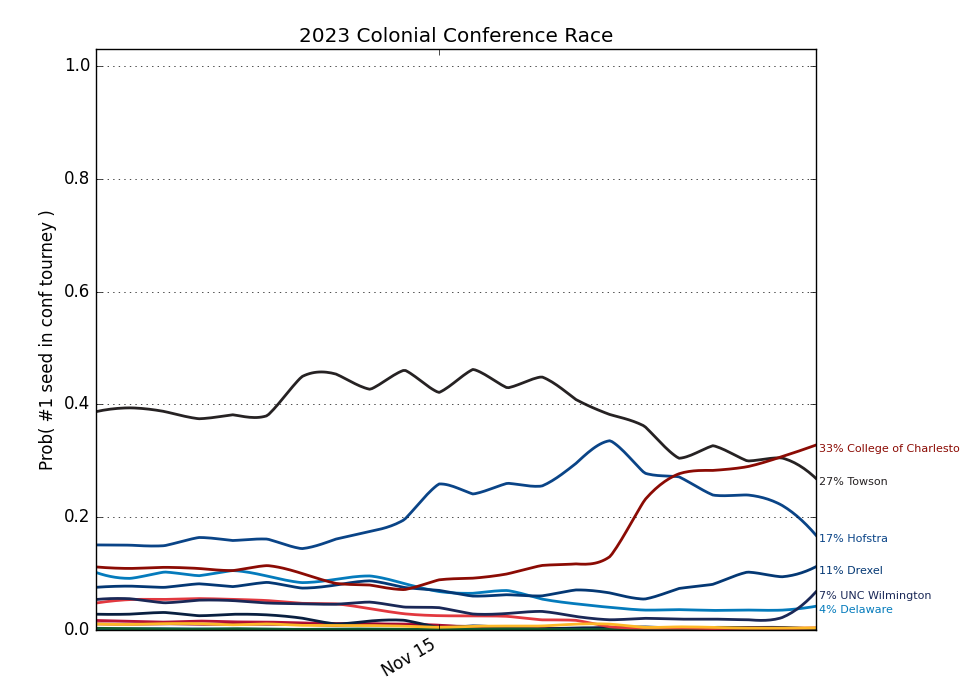 2023 Colonial Conference Race
Prob( #1 seed in conf tourney )
1.0
0.8
0.6
0.4
0.2
0.0
Nov 15
33% College of Charlesto
27% Towson
17% Hofstra
11% Drexel
7% UNC Wilmington
4% Delaware